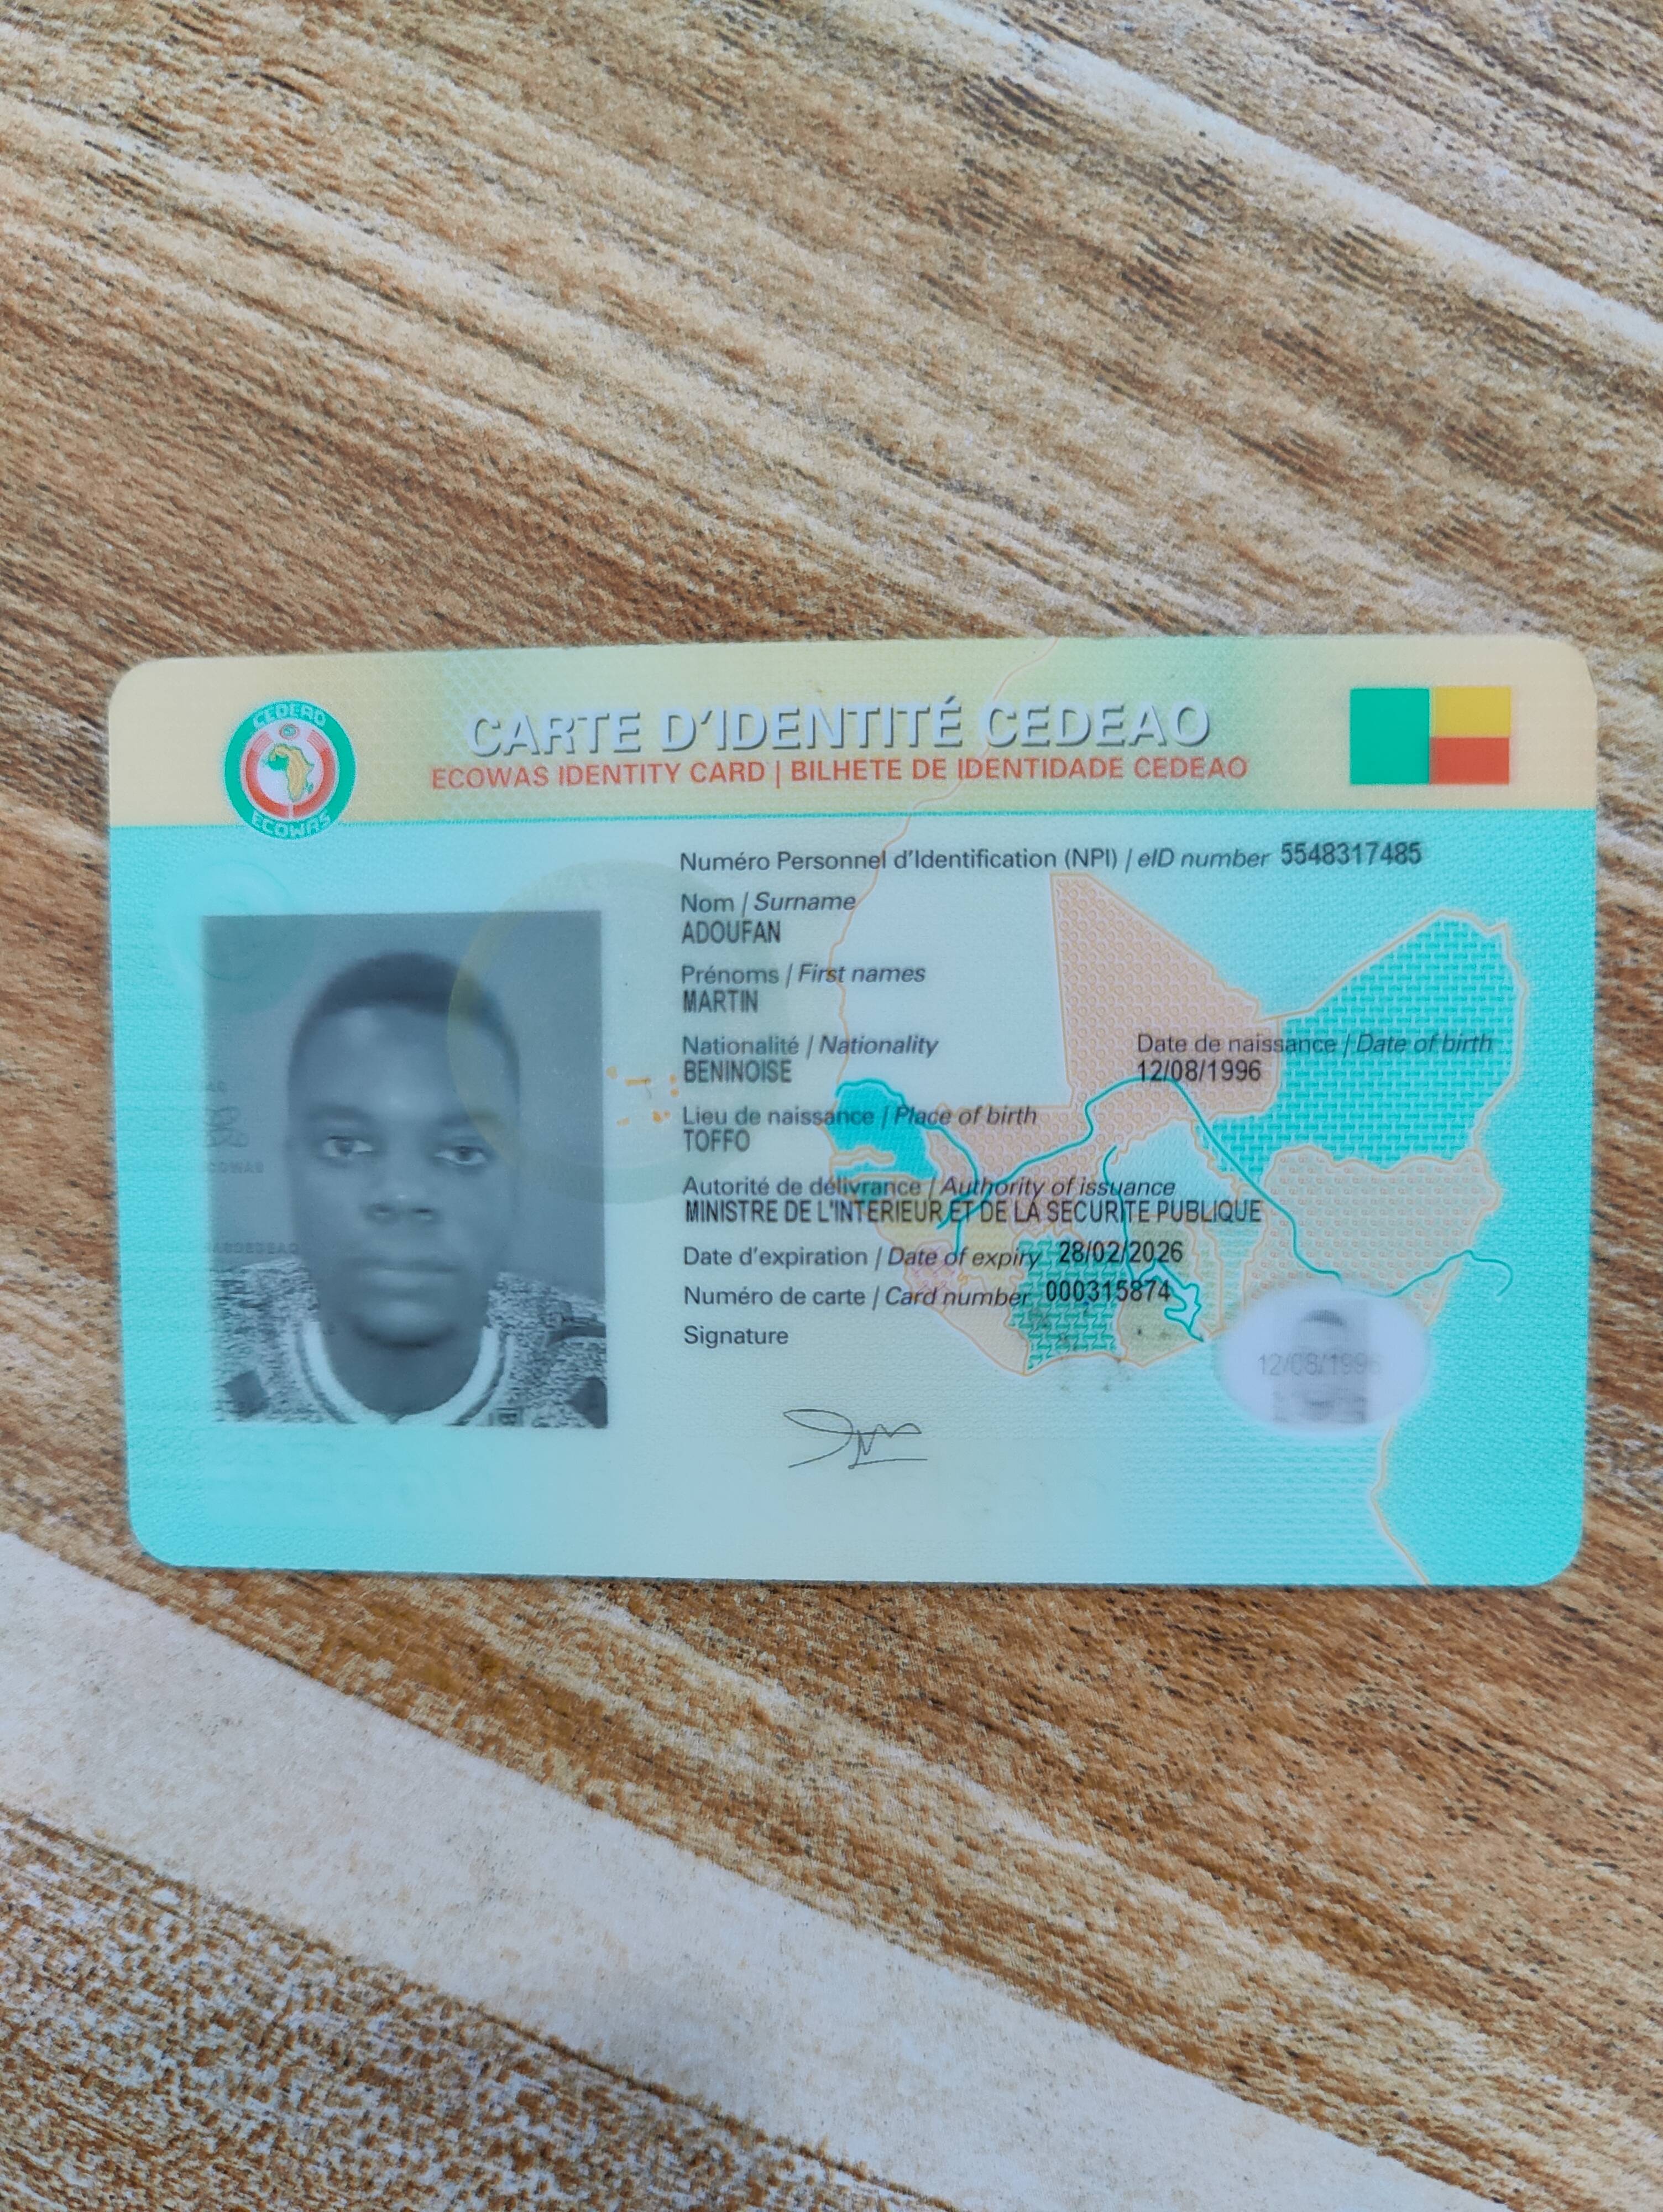 CEDEAO
ECOWAS
CARTE D'IDENTITÉ CEDEAO
ECOWAS IDENTITY CARD | BILHETE DE IDENTIDADE CEDEAO
Numéro Personnel d'Identification (NPI) / eID number 5548317485
Nom / Surname
ADOUFAN
Prénoms / First names
MARTIN
Nationalité / Nationality
BENINOISE
Date de naissance / Date of birth
12/08/1996
Lieu de naissance / Place of birth
TOFFO
Autorité de délivrance / Authority of issuance
MINISTRE DE L'INTERIEUR ET DE LA SECURITE PUBLIQUE
Date d'expiration / Date of expiry 28/02/2026
Numéro de carte / Card number 000315874
Signature
12/08/1996